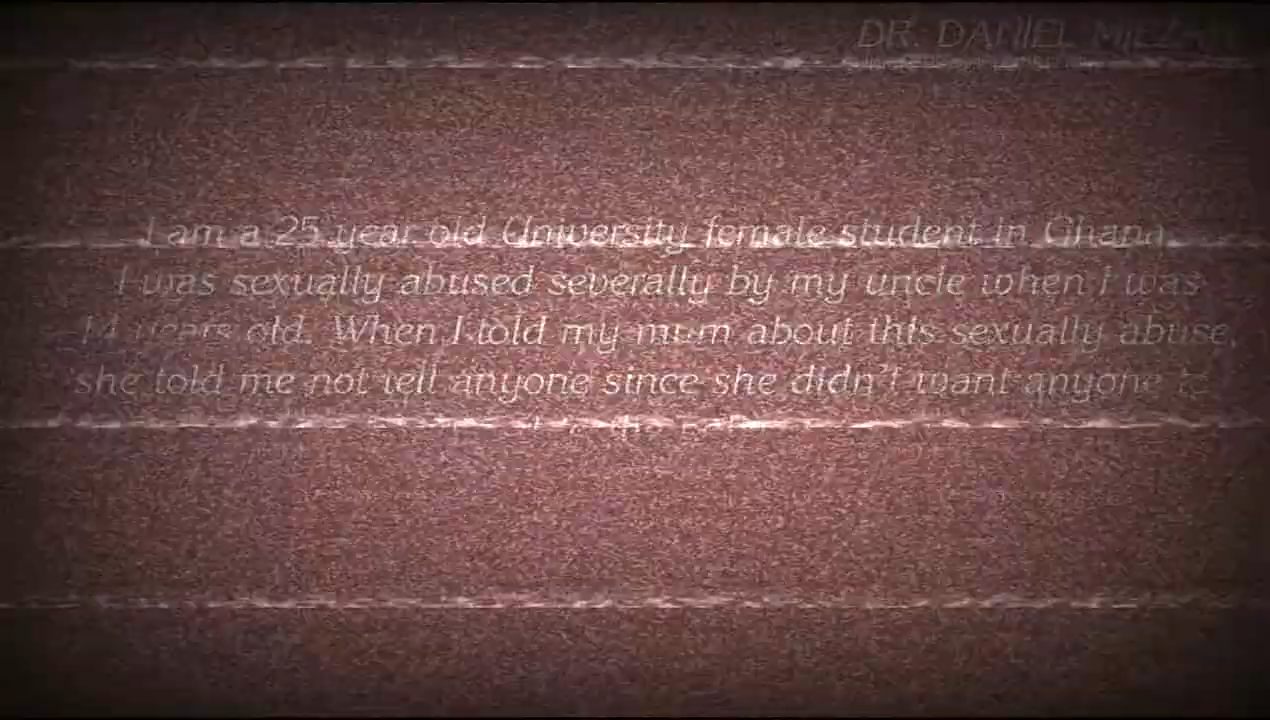 DR. DANIEL
I am a 25 year old University female student in Ghana.
I was sexually abused severally by my uncle when I was
14 years old. When I told my mum about this sexually abuse,
she told me not tell anyone since she didn't want anyone to